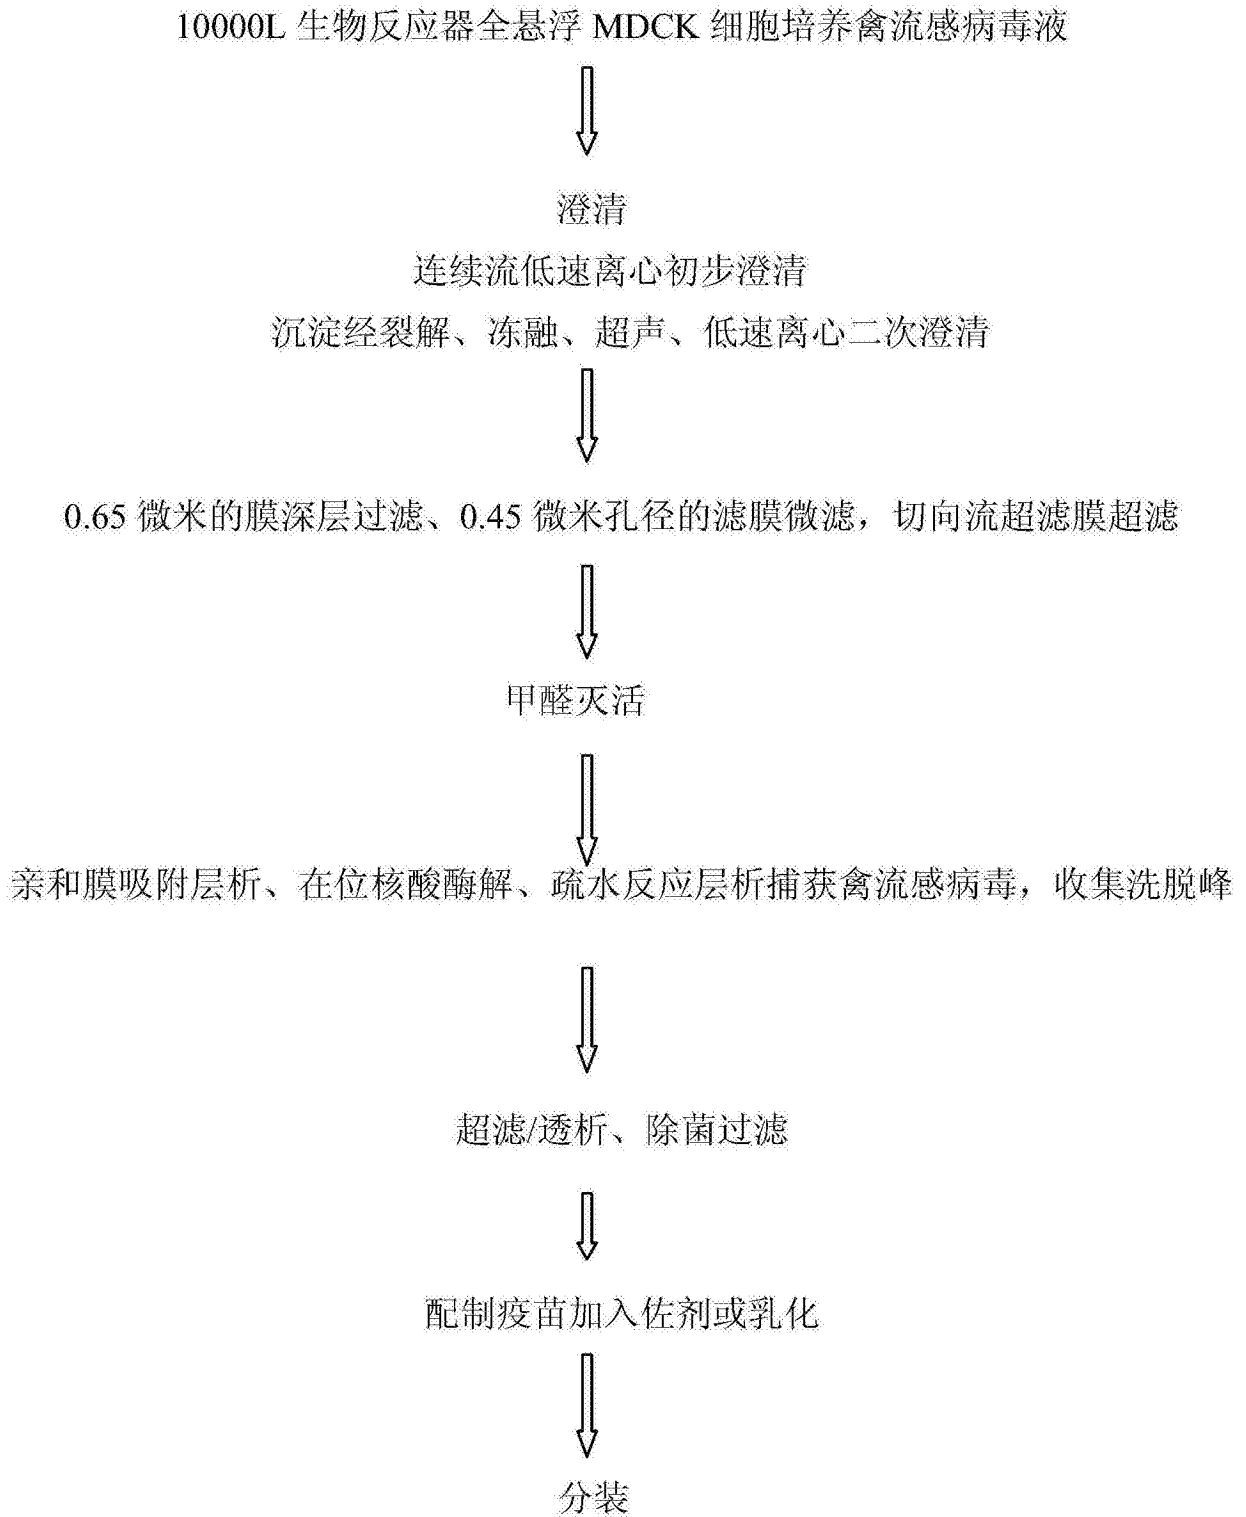 10000L 生物反应器全悬浮 MDCK 细胞培养禽流感病毒液
澄清
连续流低速离心初步澄清
沉淀经裂解、冻融、超声、低速离心二次澄清
0.65 微米的膜深层过滤、0.45 微米孔径的滤膜微滤，切向流超滤膜超滤
甲醛灭活
亲和膜吸附层析、在位核酸酶解、疏水反应层析捕获禽流感病毒，收集洗脱峰
超滤/透析、除菌过滤
配制疫苗加入佐剂或乳化
分装